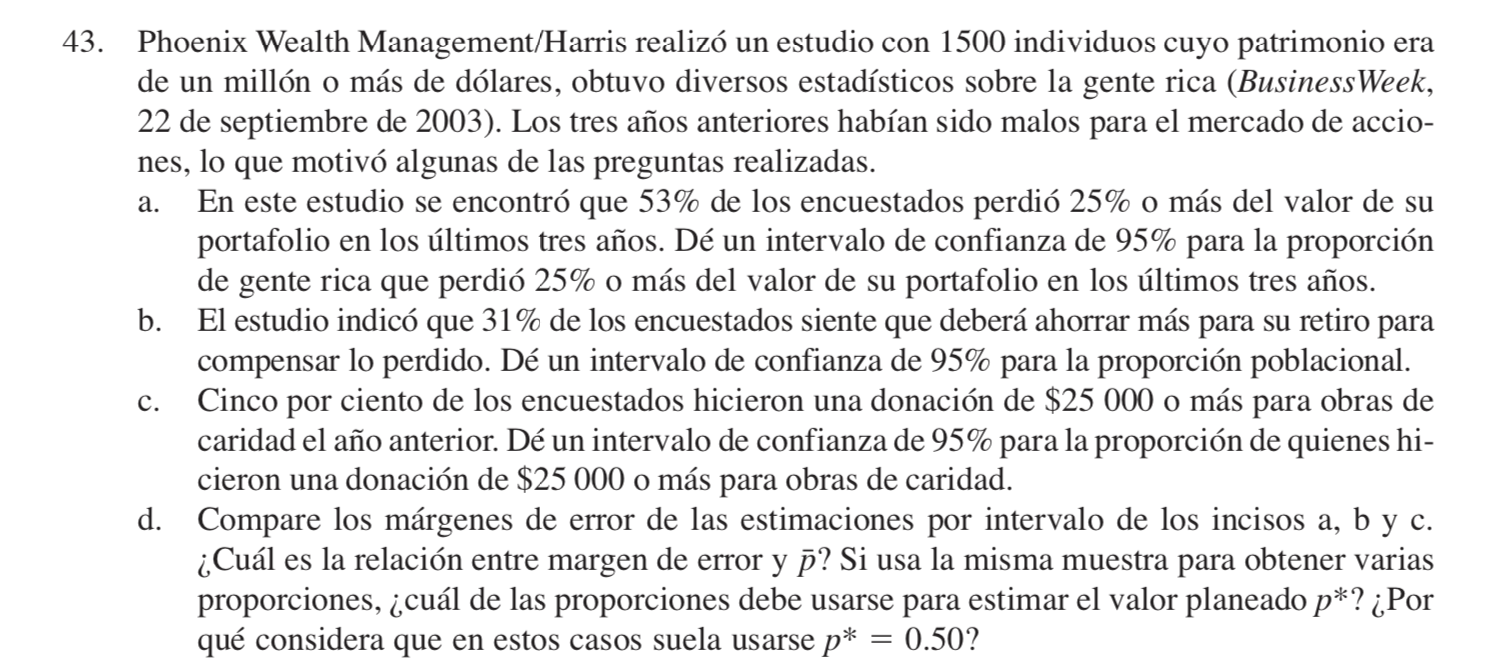 43. Phoenix Wealth Management/Harris realizó un estudio con 1500 individuos cuyo patrimonio era
de un millón o más de dólares, obtuvo diversos estadísticos sobre la gente rica (BusinessWeek,
22 de septiembre de 2003). Los tres años anteriores habían sido malos para el mercado de accio-
nes, lo que motivó algunas de las preguntas realizadas.
a. En este estudio se encontró que 53% de los encuestados perdió 25% o más del valor de su
portafolio en los últimos tres años. Dé un intervalo de confianza de 95% para la proporción
de gente rica que perdió 25% o más del valor de su portafolio en los últimos tres años.
b. El estudio indicó que 31% de los encuestados siente que deberá ahorrar más para su retiro para
compensar lo perdido. Dé un intervalo de confianza de 95% para la proporción poblacional.
c. Cinco por ciento de los encuestados hicieron una donación de $25 000 o más para obras de
caridad el año anterior. Dé un intervalo de confianza de 95% para la proporción de quienes hi-
cieron una donación de $25 000 o más para obras de caridad.
d. Compare los márgenes de error de las estimaciones por intervalo de los incisos a, b y c.
¿Cuál es la relación entre margen de error y p̄? Si usa la misma muestra para obtener varias
proporciones, ¿cuál de las proporciones debe usarse para estimar el valor planeado p*? ¿Por
qué considera que en estos casos suela usarse p* = 0.50?